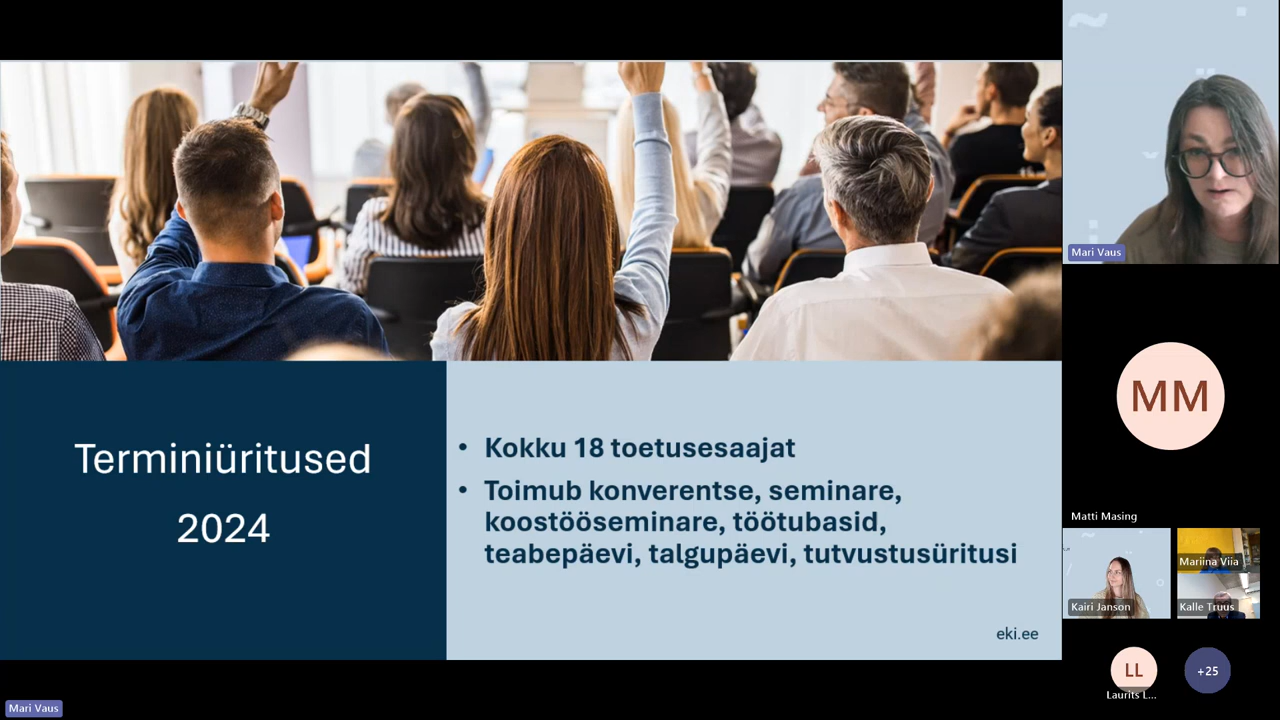 Terminiüritused
2024
• Kokku 18 toetusesaajat
• Toimub konverentse, seminare,
koostööseminare, töötubasid,
teabepäevi, talgupäevi, tutvustusüritusi
eki.ee
Mari Vaus
Mari Vaus
MM
Matti Masing
Kairi Janson
Mariina Viia
Kalle Truus
LL
Laurits L...
+25